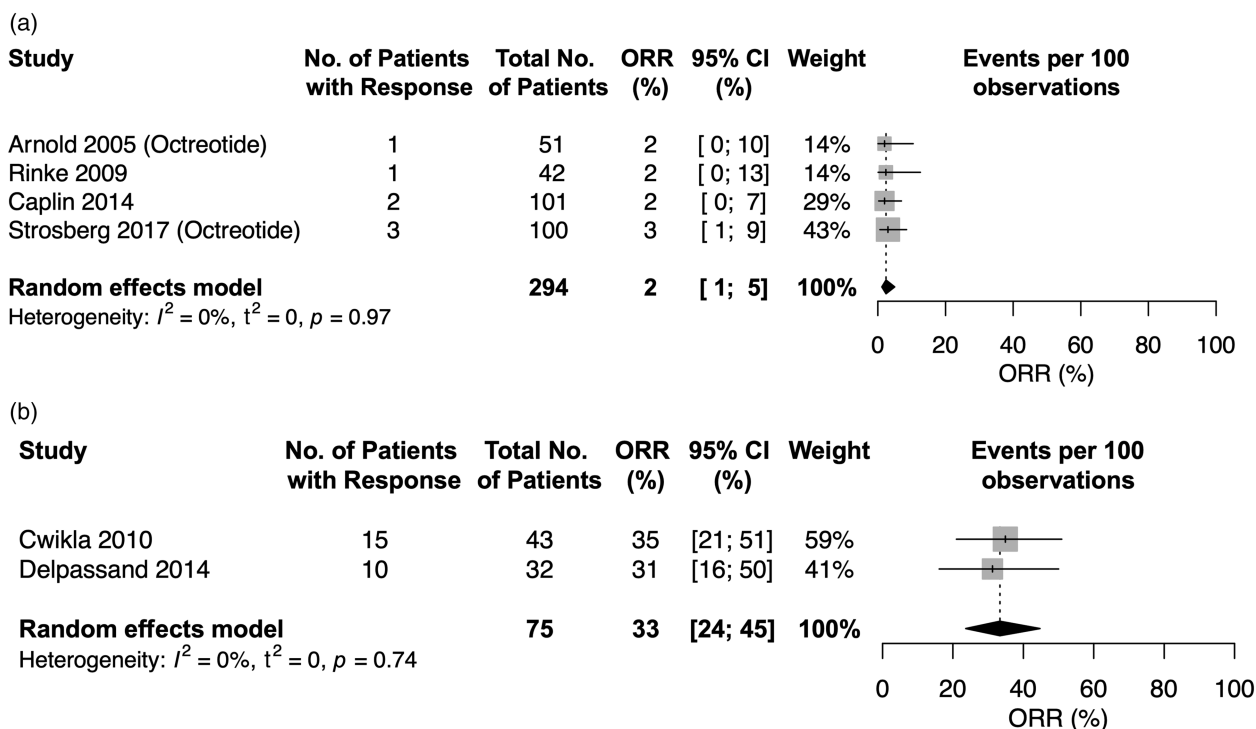 (a)
Study No. of Patients with Response Total No. of Patients ORR (%) 95% CI (%) Weight Events per 100 observations
Arnold 2005 (Octreotide) 1 51 2 [ 0; 10] 14%
Rinke 2009 1 42 2 [ 0; 13] 14%
Caplin 2014 2 101 2 [ 0; 7] 29%
Strosberg 2017 (Octreotide) 3 100 3 [ 1; 9] 43%
Random effects model 294 2 [ 1; 5] 100%
Heterogeneity: I² = 0%, t² = 0, p = 0.97
0 20 40 60 80 100
ORR (%)
(b)
Study No. of Patients with Response Total No. of Patients ORR (%) 95% CI (%) Weight Events per 100 observations
Cwikla 2010 15 43 35 [21; 51] 59%
Delpassand 2014 10 32 31 [16; 50] 41%
Random effects model 75 33 [24; 45] 100%
Heterogeneity: I² = 0%, t² = 0, p = 0.74
0 20 40 60 80 100
ORR (%)